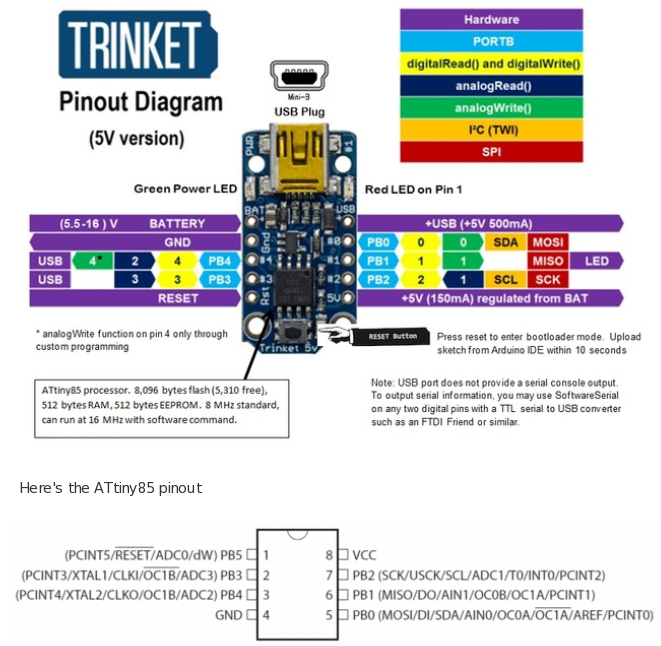 TRINKET
Pinout Diagram
(5V version)
Mini-B
USB Plug
Hardware
PORTB
digitalRead() and digitalWrite()
analogRead()
analogWrite()
I²C (TWI)
SPI
Green Power LED
Red LED on Pin 1
PWR
#1
BAT
USB
Gnd
#4
#3
Rst
#0
#1
#2
5V
Trinket 5V
(5.5-16) V BATTERY
GND
USB 4* 2 4 PB4
USB 3 3 PB3
RESET
+USB (+5V 500mA)
PB0 0 0 SDA MOSI
PB1 1 1 MISO LED
PB2 2 1 SCL SCK
+5V (150mA) regulated from BAT
* analogWrite function on pin 4 only through
custom programming
RESET Button
Press reset to enter bootloader mode. Upload
sketch from Arduino IDE within 10 seconds
ATtiny85 processor. 8,096 bytes flash (5,310 free),
512 bytes RAM, 512 bytes EEPROM. 8 MHz standard,
can run at 16 MHz with software command.
Note: USB port does not provide a serial console output.
To output serial information, you may use SoftwareSerial
on any two digital pins with a TTL serial to USB converter
such as an FTDI Friend or similar.
Here's the ATtiny85 pinout
(PCINT5/RESET/ADC0/dW) PB5 1 8 VCC
(PCINT3/XTAL1/CLKI/OC1B/ADC3) PB3 2 7 PB2 (SCK/USCK/SCL/ADC1/T0/INT0/PCINT2)
(PCINT4/XTAL2/CLKO/OC1B/ADC2) PB4 3 6 PB1 (MISO/DO/AIN1/OC0B/OC1A/PCINT1)
GND 4 5 PB0 (MOSI/DI/SDA/AIN0/OC0A/OC1A/AREF/PCINT0)